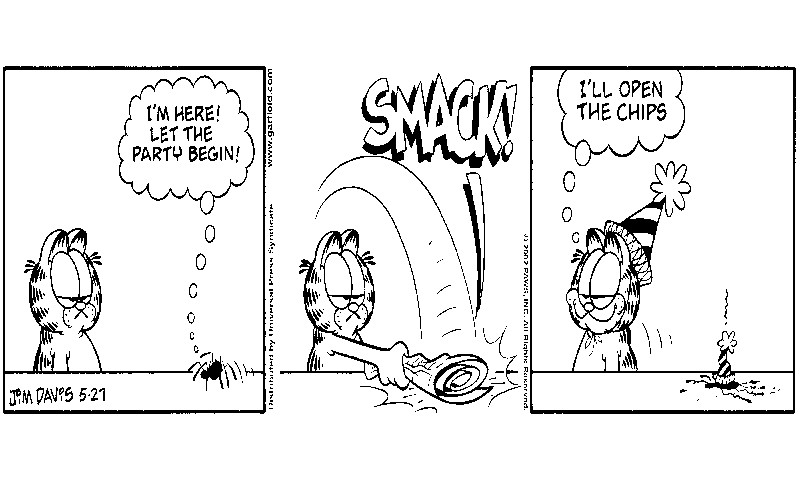 I'M HERE!
LET THE
PARTY BEGIN!
JIM DAVIS 5·27
www.garfield.com
Distributed by Universal Press Syndicate
SMACK!
© 2002 PAWS, INC. All Rights Reserved.
I'LL OPEN
THE CHIPS